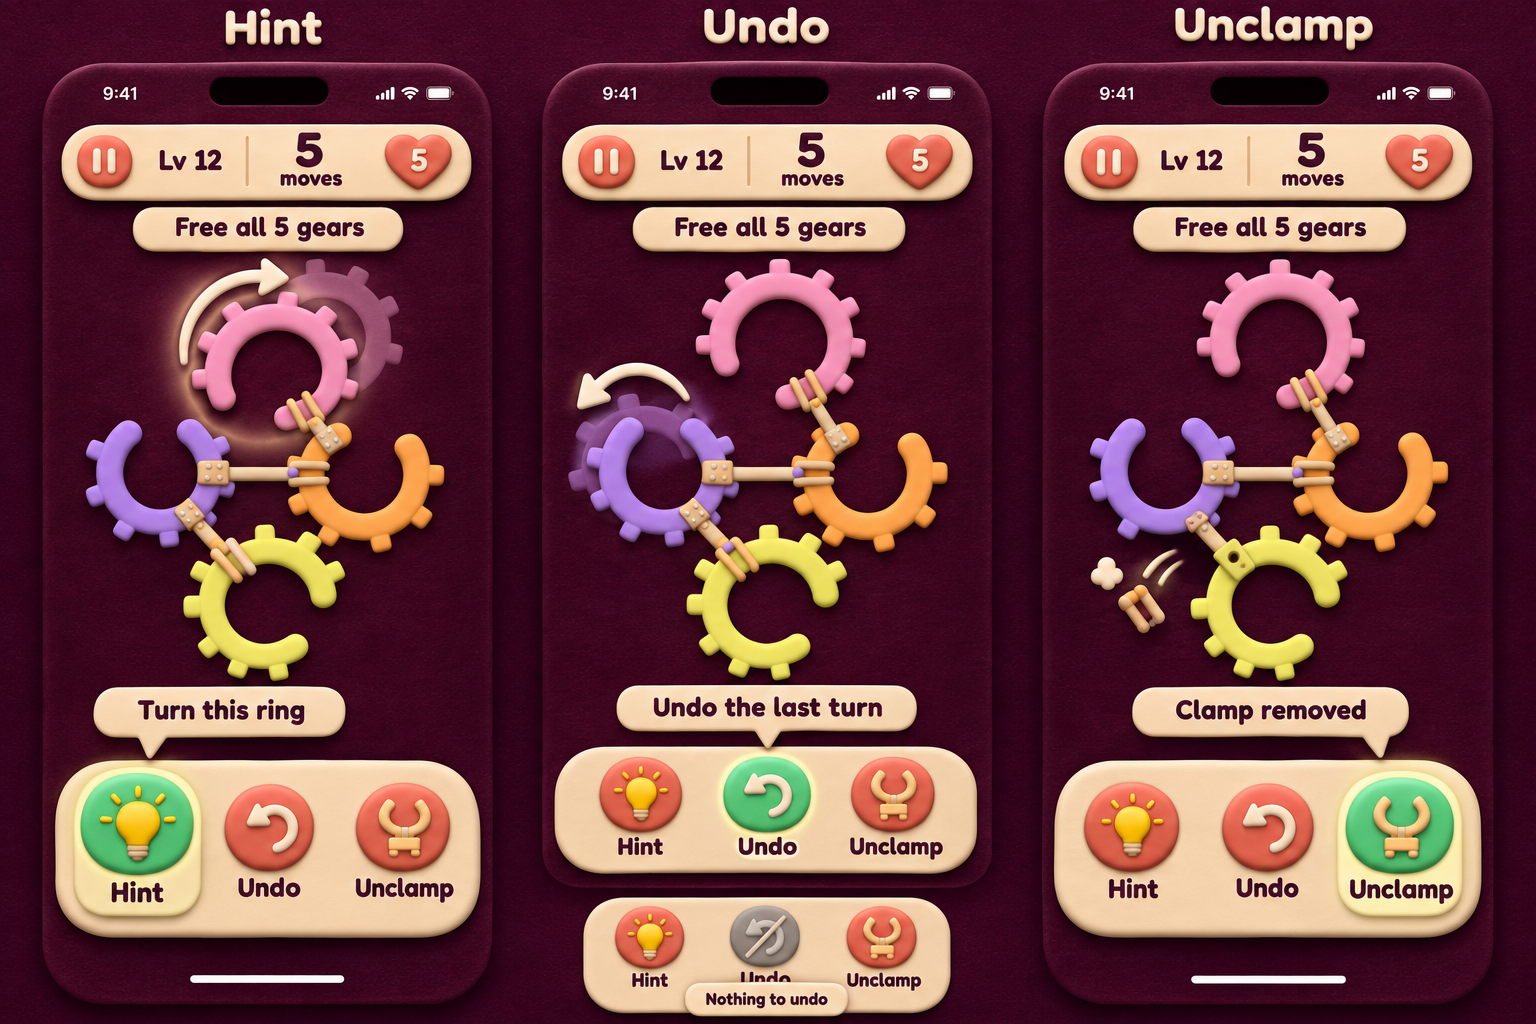 Hint
9:41
Lv 12
5
moves
5
Free all 5 gears
Turn this ring
Hint
Undo
Unclamp
Undo
9:41
Lv 12
5
moves
5
Free all 5 gears
Undo the last turn
Hint
Undo
Unclamp
Hint
Undo
Unclamp
Nothing to undo
Unclamp
9:41
Lv 12
5
moves
5
Free all 5 gears
Clamp removed
Hint
Undo
Unclamp